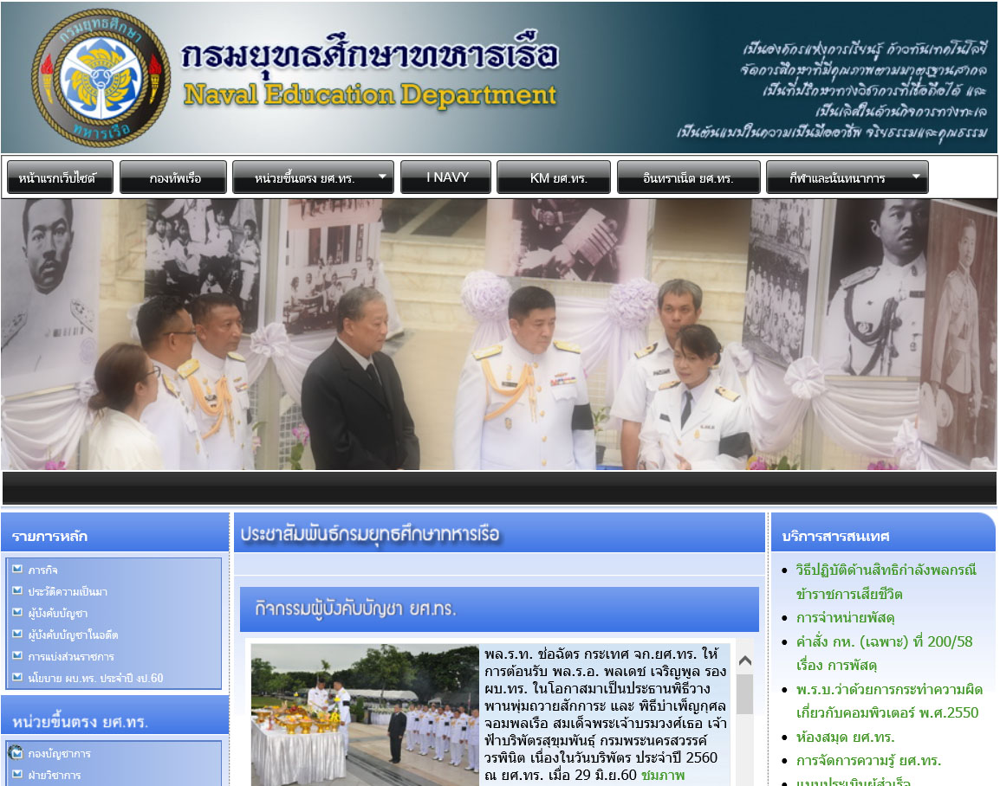 กรมยุทธศึกษา
ทหารเรือ
กรมยุทธศึกษาทหารเรือ
Naval Education Department
เป็นองค์กรแห่งการเรียนรู้ ก้าวทันเทคโนโลยี
จัดการศึกษาที่มีคุณภาพตามมาตรฐานสากล
เป็นที่ปรึกษาทางวิชาการที่เชื่อถือได้ และ
เป็นเลิศในด้านกิจการทางทะเล
เป็นต้นแบบในความเป็นมืออาชีพ จริยธรรมและคุณธรรม
หน้าแรกเว็บไซต์
กองทัพเรือ
หน่วยขึ้นตรง ยศ.ทร.
I NAVY
KM ยศ.ทร.
อินทราเน็ต ยศ.ทร.
กีฬาและนันทนาการ
รายการหลัก
ภารกิจ
ประวัติความเป็นมา
ผู้บังคับบัญชา
ผู้บังคับบัญชาในอดีต
การแบ่งส่วนราชการ
นโยบาย ผบ.ทร. ประจำปี งป.60
หน่วยขึ้นตรง ยศ.ทร.
กองบัญชาการ
ฝ่ายวิชาการ
ประชาสัมพันธ์กรมยุทธศึกษาทหารเรือ
กิจกรรมผู้บังคับบัญชา ยศ.ทร.
พล.ร.ท. ช่อฉัตร กระเทศ จก.ยศ.ทร. ให้
การต้อนรับ พล.ร.อ. พลเดช เจริญพูล รอง
ผบ.ทร. ในโอกาสมาเป็นประธานพิธีวาง
พานพุ่มถวายสักการะ และ พิธีบำเพ็ญกุศล
จอมพลเรือ สมเด็จพระเจ้าบรมวงศ์เธอ เจ้า
ฟ้าบริพัตรสุขุมพันธุ์ กรมพระนครสวรรค์
วรพินิต เนื่องในวันบริพัตร ประจำปี 2560
ณ ยศ.ทร. เมื่อ 29 มิ.ย.60 ชมภาพ
บริการสารสนเทศ
วิธีปฏิบัติด้านสิทธิกำลังพลกรณี
ข้าราชการเสียชีวิต
การจำหน่ายพัสดุ
คำสั่ง กห. (เฉพาะ) ที่ 200/58
เรื่อง การพัสดุ
พ.ร.บ.ว่าด้วยการกระทำความผิด
เกี่ยวกับคอมพิวเตอร์ พ.ศ.2550
ห้องสมุด ยศ.ทร.
การจัดการความรู้ ยศ.ทร.
แบบประเมินผู้สำเร็จ